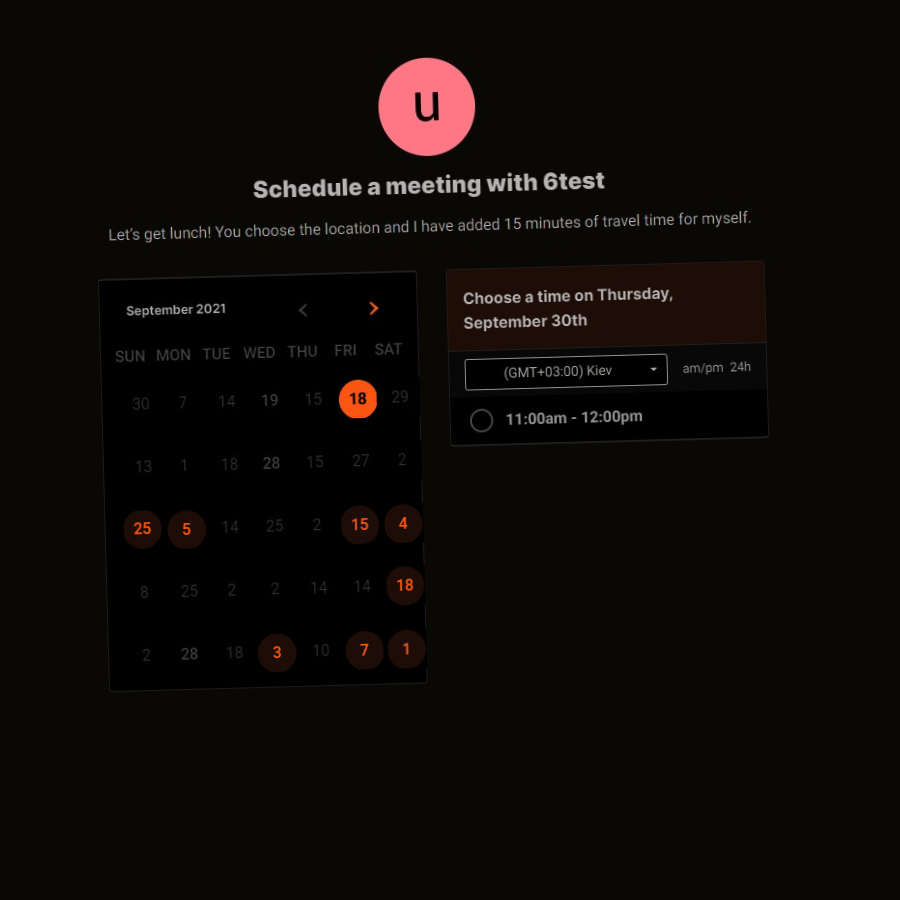 u
Schedule a meeting with 6test
Let's get lunch! You choose the location and I have added 15 minutes of travel time for myself.
September 2021
SUN MON TUE WED THU FRI SAT
30 7 14 19 15 18 29
13 1 18 28 15 27 2
25 5 14 25 2 15 4
8 25 2 2 14 14 18
2 28 18 3 10 7 1
Choose a time on Thursday,
September 30th
(GMT+03:00) Kiev am/pm 24h
11:00am - 12:00pm